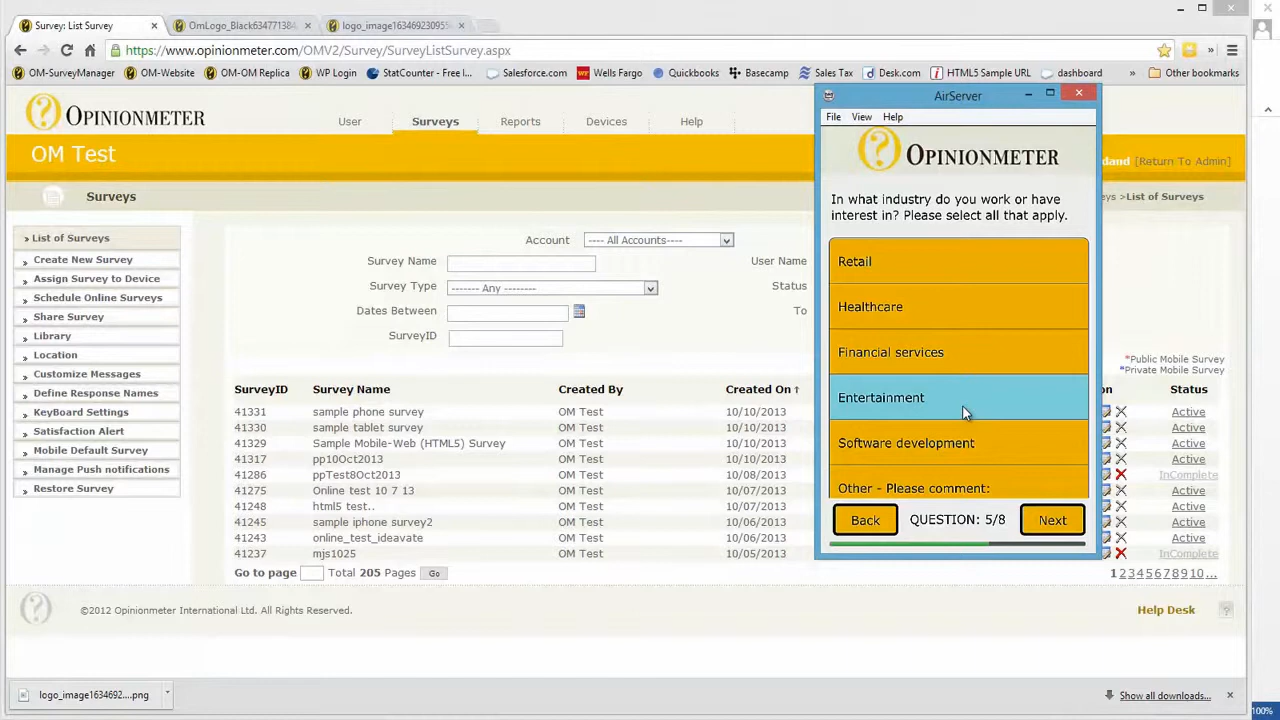 Survey: List Survey
OmLogo_Black634771384
logo_image1634692309555
https://www.opinionmeter.com/OMV2/Survey/SurveyListSurvey.aspx
OM-SurveyManager OM-Website OM-OM Replica WP Login StatCounter - Free I... Salesforce.com Wells Fargo Quickbooks Basecamp Sales Tax Desk.com HTML5 Sample URL dashboard » Other bookmarks
OPINIONMETER
User Surveys Reports Devices Help
OM Test
[Return To Admin]
Surveys
>List of Surveys
» List of Surveys
Create New Survey
Assign Survey to Device
Schedule Online Surveys
Share Survey
Library
Location
Customize Messages
Define Response Names
KeyBoard Settings
Satisfaction Alert
Mobile Default Survey
Manage Push notifications
Restore Survey
Account ---- All Accounts----
Survey Name User Name
Survey Type ------- Any -------- Status
Dates Between To
SurveyID
*Public Mobile Survey
*Private Mobile Survey
SurveyID Survey Name Created By Created On↑ Status
41331 sample phone survey OM Test 10/10/2013 Active
41330 sample tablet survey OM Test 10/10/2013 Active
41329 Sample Mobile-Web (HTML5) Survey OM Test 10/10/2013 Active
41317 pp10Oct2013 OM Test 10/10/2013 Active
41286 ppTest8Oct2013 OM Test 10/08/2013 InComplete
41275 Online test 10 7 13 OM Test 10/07/2013 Active
41248 html5 test.. OM Test 10/07/2013 Active
41245 sample iphone survey2 OM Test 10/06/2013 Active
41243 online_test_ideavate OM Test 10/06/2013 Active
41237 mjs1025 OM Test 10/05/2013 InComplete
Go to page Total 205 Pages Go 1 2 3 4 5 6 7 8 9 10 ...
©2012 Opinionmeter International Ltd. All Rights Reserved. Help Desk ?
AirServer
File View Help
OPINIONMETER
In what industry do you work or have
interest in? Please select all that apply.
Retail
Healthcare
Financial services
Entertainment
Software development
Other - Please comment:
Back QUESTION: 5/8 Next
logo_image1634692....png
Show all downloads...
100%